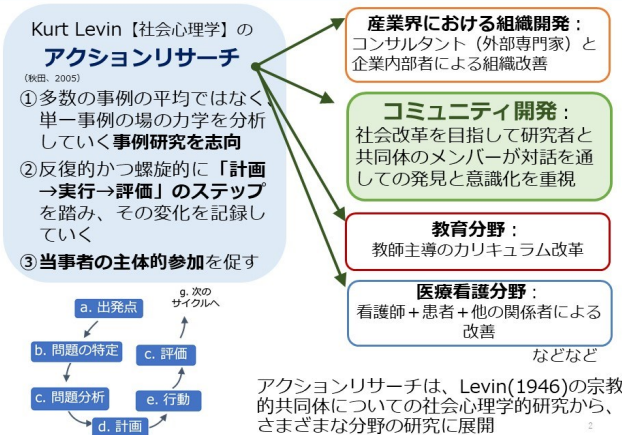 Kurt Levin【社会心理学】の
アクションリサーチ
（秋田、2005）
①多数の事例の平均ではなく、
単一事例の場の力学を分析
していく事例研究を志向
②反復的かつ螺旋的に「計画
→実行→評価」のステップ
を踏み、その変化を記録し
ていく
③当事者の主体的参加を促す
産業界における組織開発：
コンサルタント（外部専門家）と
企業内部者による組織改善
コミュニティ開発：
社会改革を目指して研究者と
共同体のメンバーが対話を通
しての発見と意識化を重視
教育分野：
教師主導のカリキュラム改革
医療看護分野：
看護師＋患者＋他の関係者による
改善
などなど
a. 出発点
b. 問題の特定
c. 問題分析
d. 計画
e. 行動
c. 評価
g. 次の
サイクルへ
アクションリサーチは、Levin(1946)の宗教
的共同体についての社会心理学的研究から、
さまざまな分野の研究に展開
2